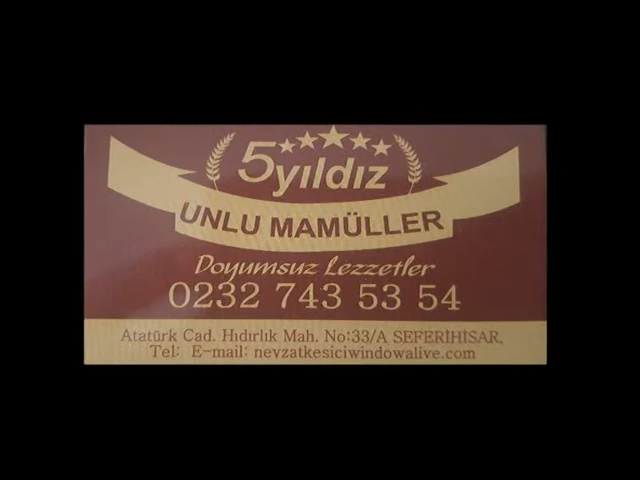 5yıldız
UNLU MAMÜLLER
Doyumsuz Lezzetler
0232 743 53 54
Atatürk Cad. Hıdırlık Mah. No:33/A SEFERİHİSAR,
Tel: E-mail: nevzatkesiciwindowalive.com